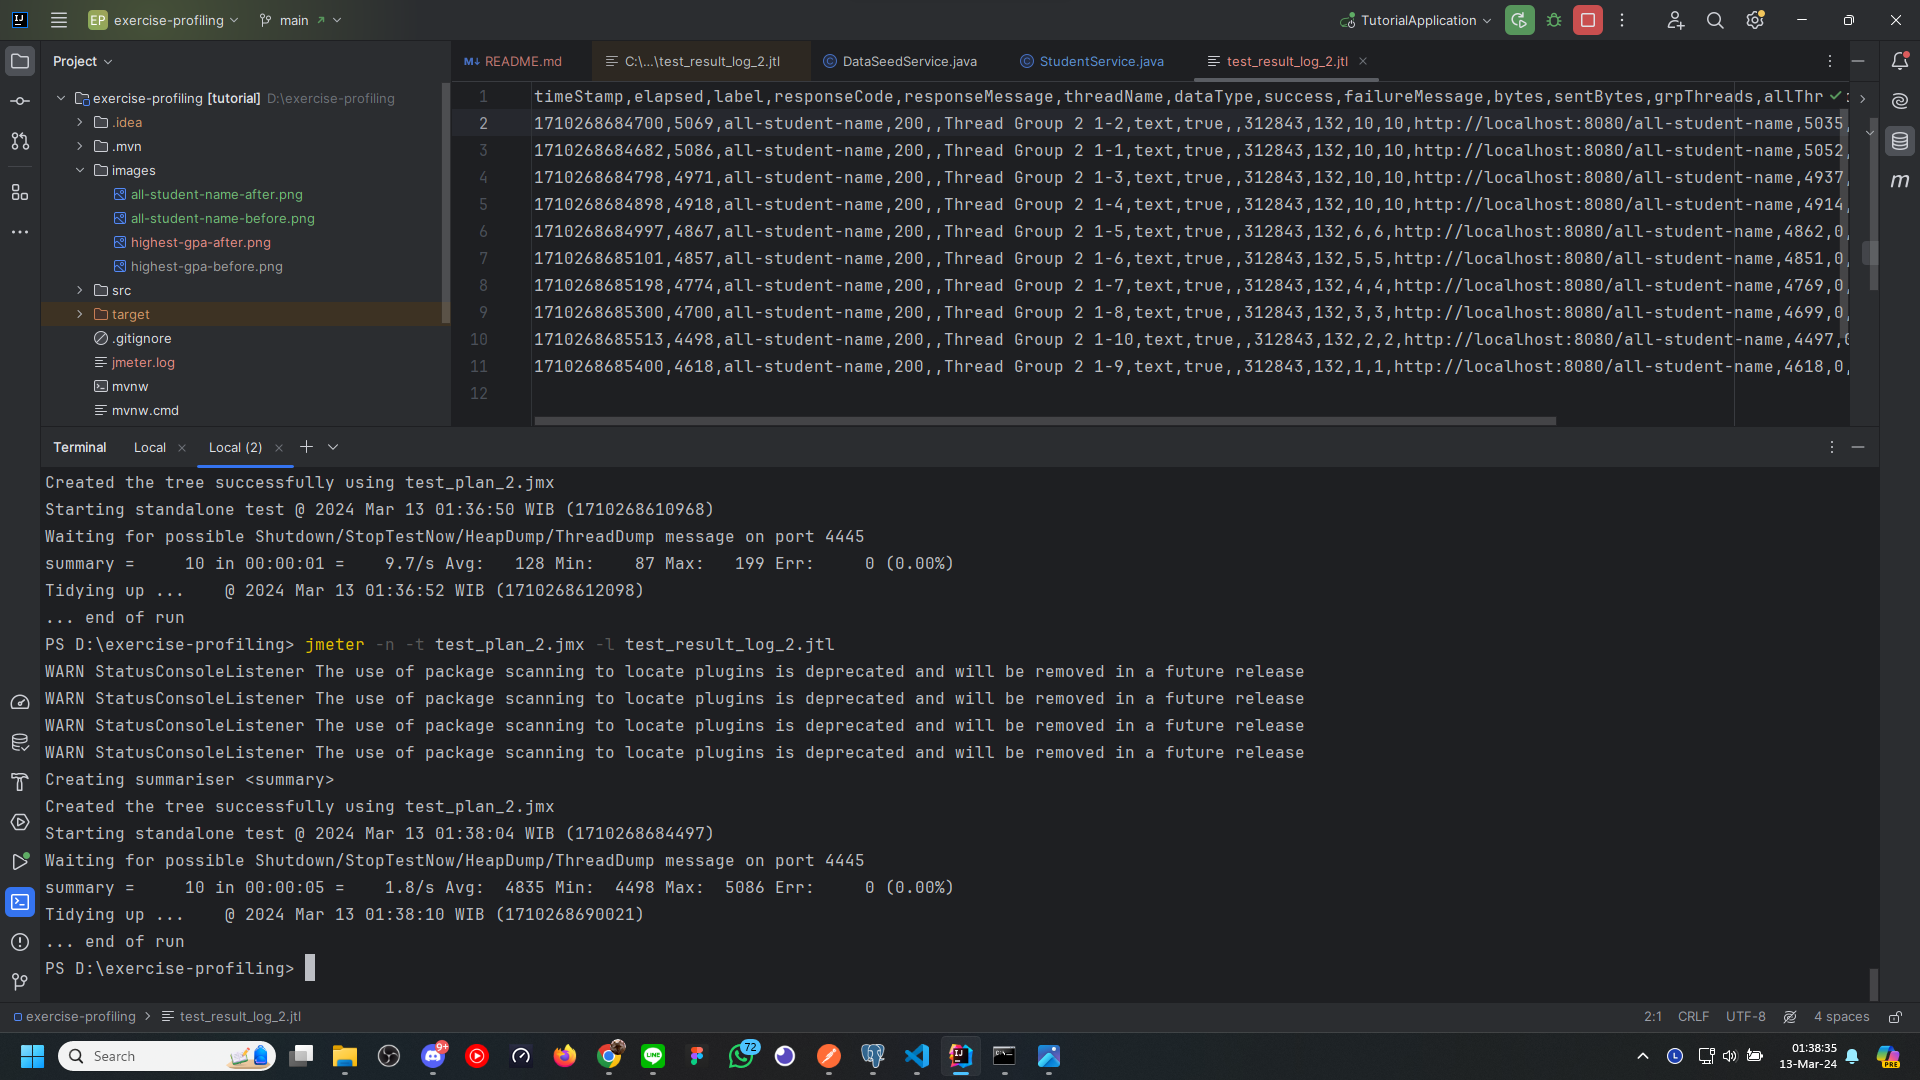 EP exercise-profiling main TutorialApplication
Project
exercise-profiling [tutorial] D:\exercise-profiling
.idea
.mvn
images
all-student-name-after.png
all-student-name-before.png
highest-gpa-after.png
highest-gpa-before.png
src
target
.gitignore
jmeter.log
mvnw
mvnw.cmd
README.md C:\...\test_result_log_2.jtl DataSeedService.java StudentService.java test_result_log_2.jtl
1 timeStamp,elapsed,label,responseCode,responseMessage,threadName,dataType,success,failureMessage,bytes,sentBytes,grpThreads,allThr
2 1710268684700,5069,all-student-name,200,,Thread Group 2 1-2,text,true,,312843,132,10,10,http://localhost:8080/all-student-name,5035,
3 1710268684682,5086,all-student-name,200,,Thread Group 2 1-1,text,true,,312843,132,10,10,http://localhost:8080/all-student-name,5052,
4 1710268684798,4971,all-student-name,200,,Thread Group 2 1-3,text,true,,312843,132,10,10,http://localhost:8080/all-student-name,4937,
5 1710268684898,4918,all-student-name,200,,Thread Group 2 1-4,text,true,,312843,132,10,10,http://localhost:8080/all-student-name,4914,
6 1710268684997,4867,all-student-name,200,,Thread Group 2 1-5,text,true,,312843,132,6,6,http://localhost:8080/all-student-name,4862,0,
7 1710268685101,4857,all-student-name,200,,Thread Group 2 1-6,text,true,,312843,132,5,5,http://localhost:8080/all-student-name,4851,0,
8 1710268685198,4774,all-student-name,200,,Thread Group 2 1-7,text,true,,312843,132,4,4,http://localhost:8080/all-student-name,4769,0,
9 1710268685300,4700,all-student-name,200,,Thread Group 2 1-8,text,true,,312843,132,3,3,http://localhost:8080/all-student-name,4699,0,
10 1710268685513,4498,all-student-name,200,,Thread Group 2 1-10,text,true,,312843,132,2,2,http://localhost:8080/all-student-name,4497,0
11 1710268685400,4618,all-student-name,200,,Thread Group 2 1-9,text,true,,312843,132,1,1,http://localhost:8080/all-student-name,4618,0,
12
Terminal Local Local (2)
Created the tree successfully using test_plan_2.jmx
Starting standalone test @ 2024 Mar 13 01:36:50 WIB (1710268610968)
Waiting for possible Shutdown/StopTestNow/HeapDump/ThreadDump message on port 4445
summary =     10 in 00:00:01 =    9.7/s Avg:   128 Min:    87 Max:   199 Err:     0 (0.00%)
Tidying up ...    @ 2024 Mar 13 01:36:52 WIB (1710268612098)
... end of run
PS D:\exercise-profiling> jmeter -n -t test_plan_2.jmx -l test_result_log_2.jtl
WARN StatusConsoleListener The use of package scanning to locate plugins is deprecated and will be removed in a future release
WARN StatusConsoleListener The use of package scanning to locate plugins is deprecated and will be removed in a future release
WARN StatusConsoleListener The use of package scanning to locate plugins is deprecated and will be removed in a future release
WARN StatusConsoleListener The use of package scanning to locate plugins is deprecated and will be removed in a future release
Creating summariser <summary>
Created the tree successfully using test_plan_2.jmx
Starting standalone test @ 2024 Mar 13 01:38:04 WIB (1710268684497)
Waiting for possible Shutdown/StopTestNow/HeapDump/ThreadDump message on port 4445
summary =     10 in 00:00:05 =    1.8/s Avg:  4835 Min:  4498 Max:  5086 Err:     0 (0.00%)
Tidying up ...    @ 2024 Mar 13 01:38:10 WIB (1710268690021)
... end of run
PS D:\exercise-profiling>
exercise-profiling > test_result_log_2.jtl 2:1 CRLF UTF-8 4 spaces
Search 9+ LINE 72 01:38:35
13-Mar-24 PRE